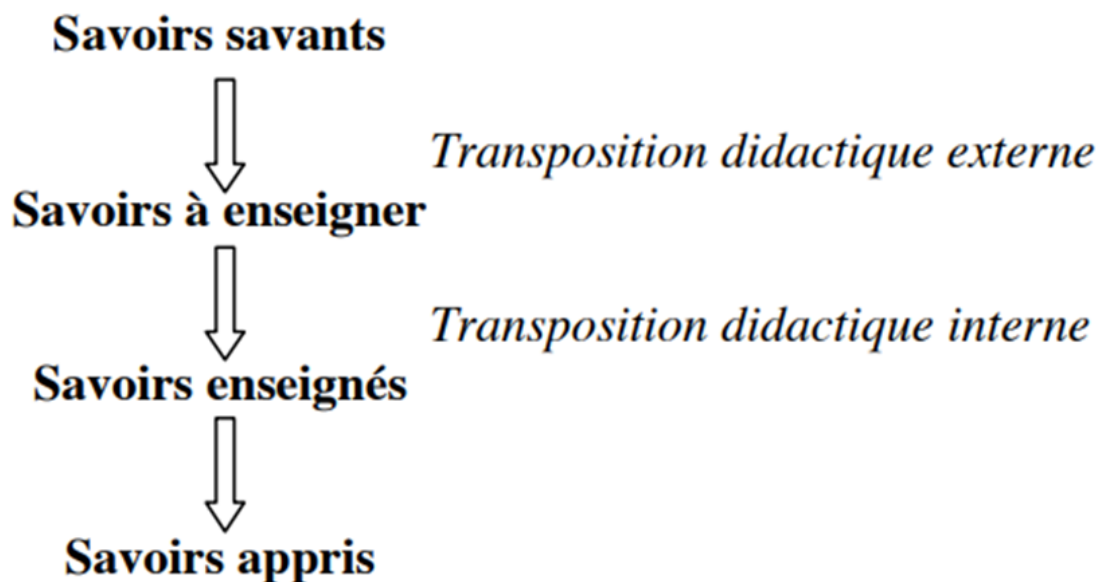 Savoirs savants
Transposition didactique externe
Savoirs à enseigner
Transposition didactique interne
Savoirs enseignés
Savoirs appris